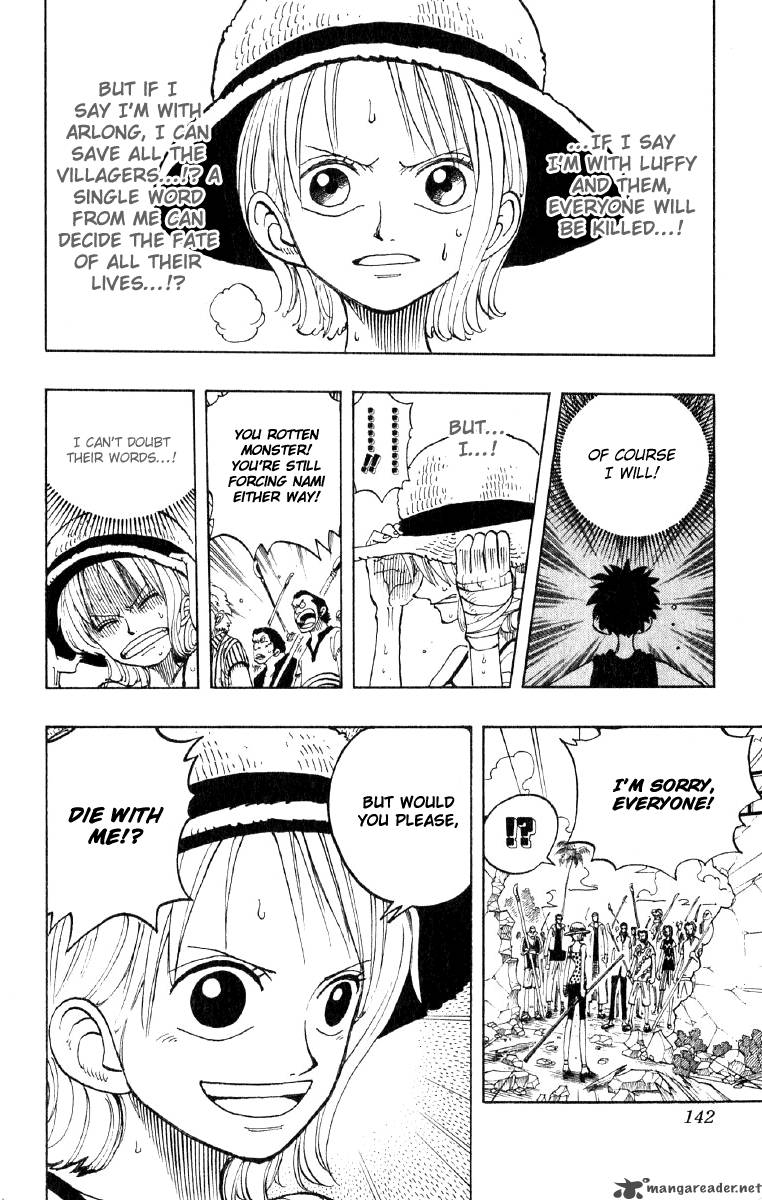 ...IF I SAY
I'M WITH LUFFY
AND THEM,
EVERYONE WILL
BE KILLED...!
BUT IF I
SAY I'M WITH
ARLONG, I CAN
SAVE ALL THE
VILLAGERS...!? A
SINGLE WORD
FROM ME CAN
DECIDE THE FATE
OF ALL THEIR
LIVES...!?
OF COURSE
I WILL!
BUT...
I...!
..................!!
YOU ROTTEN
MONSTER!
YOU'RE STILL
FORCING NAMI
EITHER WAY!
I CAN'T DOUBT
THEIR WORDS...!
I'M SORRY,
EVERYONE!
!?
BUT WOULD
YOU PLEASE,
DIE WITH
ME!?
142
mangareader.net